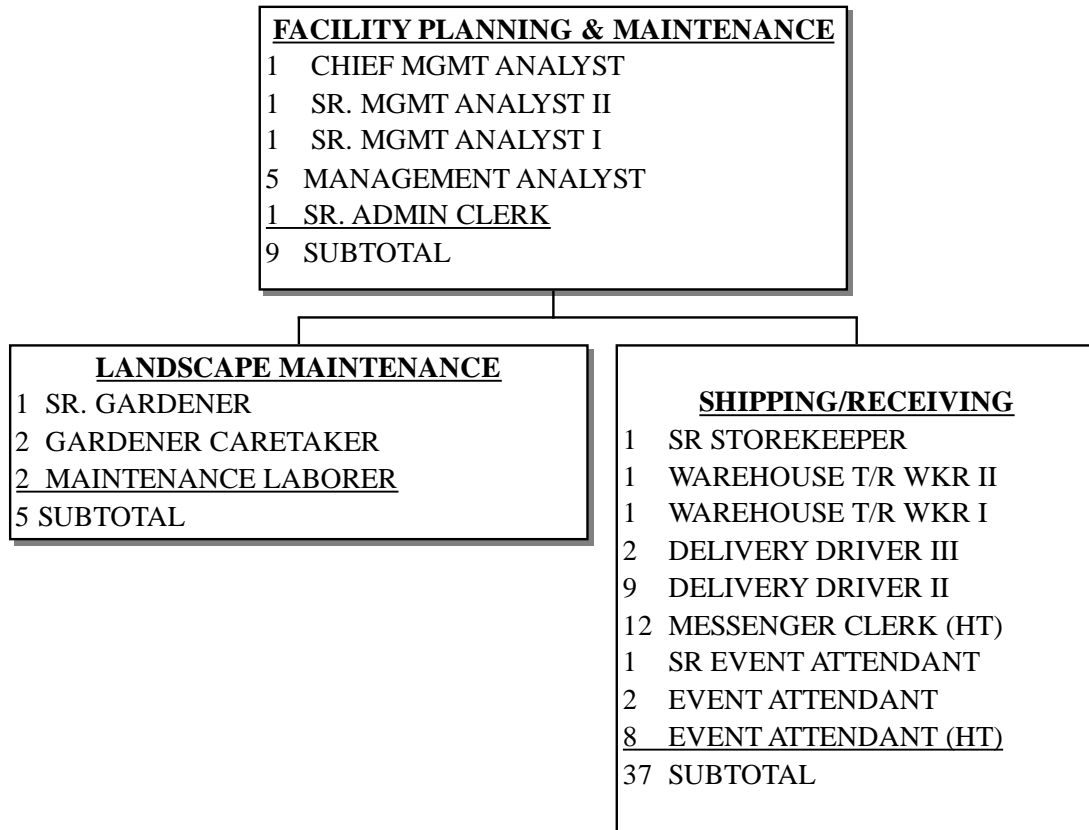 FACILITY PLANNING & MAINTENANCE
1 CHIEF MGMT ANALYST
1 SR. MGMT ANALYST II
1 SR. MGMT ANALYST I
5 MANAGEMENT ANALYST
1 SR. ADMIN CLERK
9 SUBTOTAL
LANDSCAPE MAINTENANCE
1 SR. GARDENER
2 GARDENER CARETAKER
2 MAINTENANCE LABORER
5 SUBTOTAL
SHIPPING/RECEIVING
1 SR STOREKEEPER
1 WAREHOUSE T/R WKR II
1 WAREHOUSE T/R WKR I
2 DELIVERY DRIVER III
9 DELIVERY DRIVER II
12 MESSENGER CLERK (HT)
1 SR EVENT ATTENDANT
2 EVENT ATTENDANT
8 EVENT ATTENDANT (HT)
37 SUBTOTAL